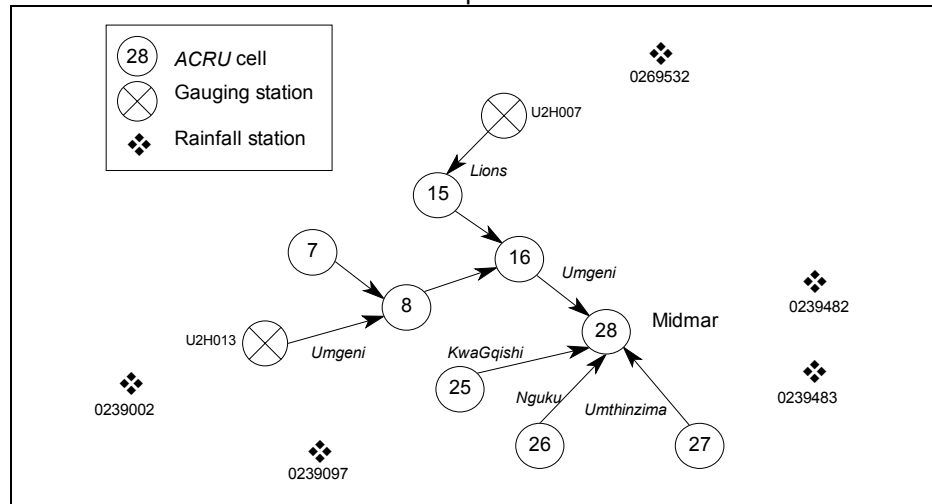 28 ACRU cell
Gauging station
Rainfall station
0269532
U2H007
Lions
15
7
16
Umgeni
8
0239482
U2H013
Umgeni
28
Midmar
KwaGqishi
25
0239002
Nguku
Umthinzima
0239483
26
27
0239097